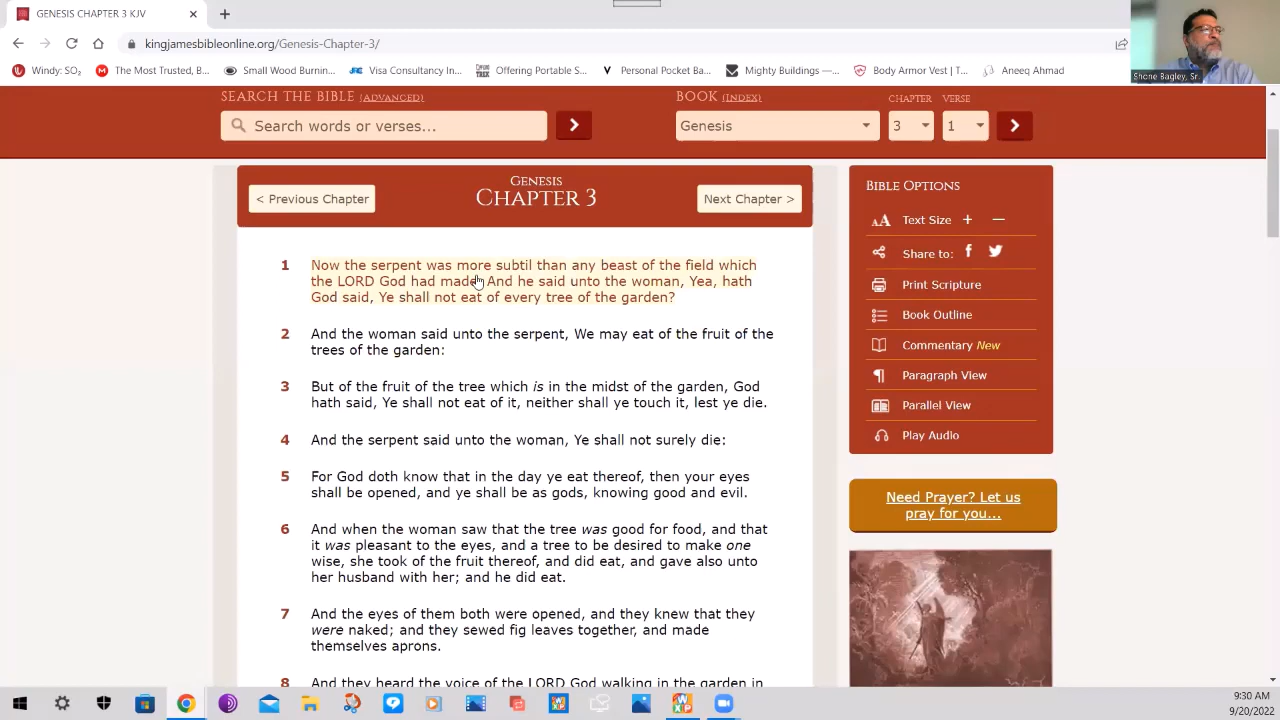 GENESIS CHAPTER 3 KJV
kingjamesbibleonline.org/Genesis-Chapter-3/
Shone Bagley, Sr.
Windy: SO₂
The Most Trusted, B...
Small Wood Burnin...
Visa Consultancy In...
Offering Portable S...
Personal Pocket Ba...
Mighty Buildings —...
Body Armor Vest | T...
Aneeq Ahmad
SEARCH THE BIBLE (ADVANCED)
BOOK (INDEX)
CHAPTER
VERSE
Search words or verses...
Genesis
3
1
< Previous Chapter
GENESIS
CHAPTER 3
Next Chapter >
1 Now the serpent was more subtil than any beast of the field which
the LORD God had made. And he said unto the woman, Yea, hath
God said, Ye shall not eat of every tree of the garden?
2 And the woman said unto the serpent, We may eat of the fruit of the
trees of the garden:
3 But of the fruit of the tree which is in the midst of the garden, God
hath said, Ye shall not eat of it, neither shall ye touch it, lest ye die.
4 And the serpent said unto the woman, Ye shall not surely die:
5 For God doth know that in the day ye eat thereof, then your eyes
shall be opened, and ye shall be as gods, knowing good and evil.
6 And when the woman saw that the tree was good for food, and that
it was pleasant to the eyes, and a tree to be desired to make one
wise, she took of the fruit thereof, and did eat, and gave also unto
her husband with her; and he did eat.
7 And the eyes of them both were opened, and they knew that they
were naked; and they sewed fig leaves together, and made
themselves aprons.
8 And they heard the voice of the LORD God walking in the garden in
BIBLE OPTIONS
Text Size + —
Share to:
Print Scripture
Book Outline
Commentary New
Paragraph View
Parallel View
Play Audio
Need Prayer? Let us
pray for you...
9:30 AM
9/20/2022